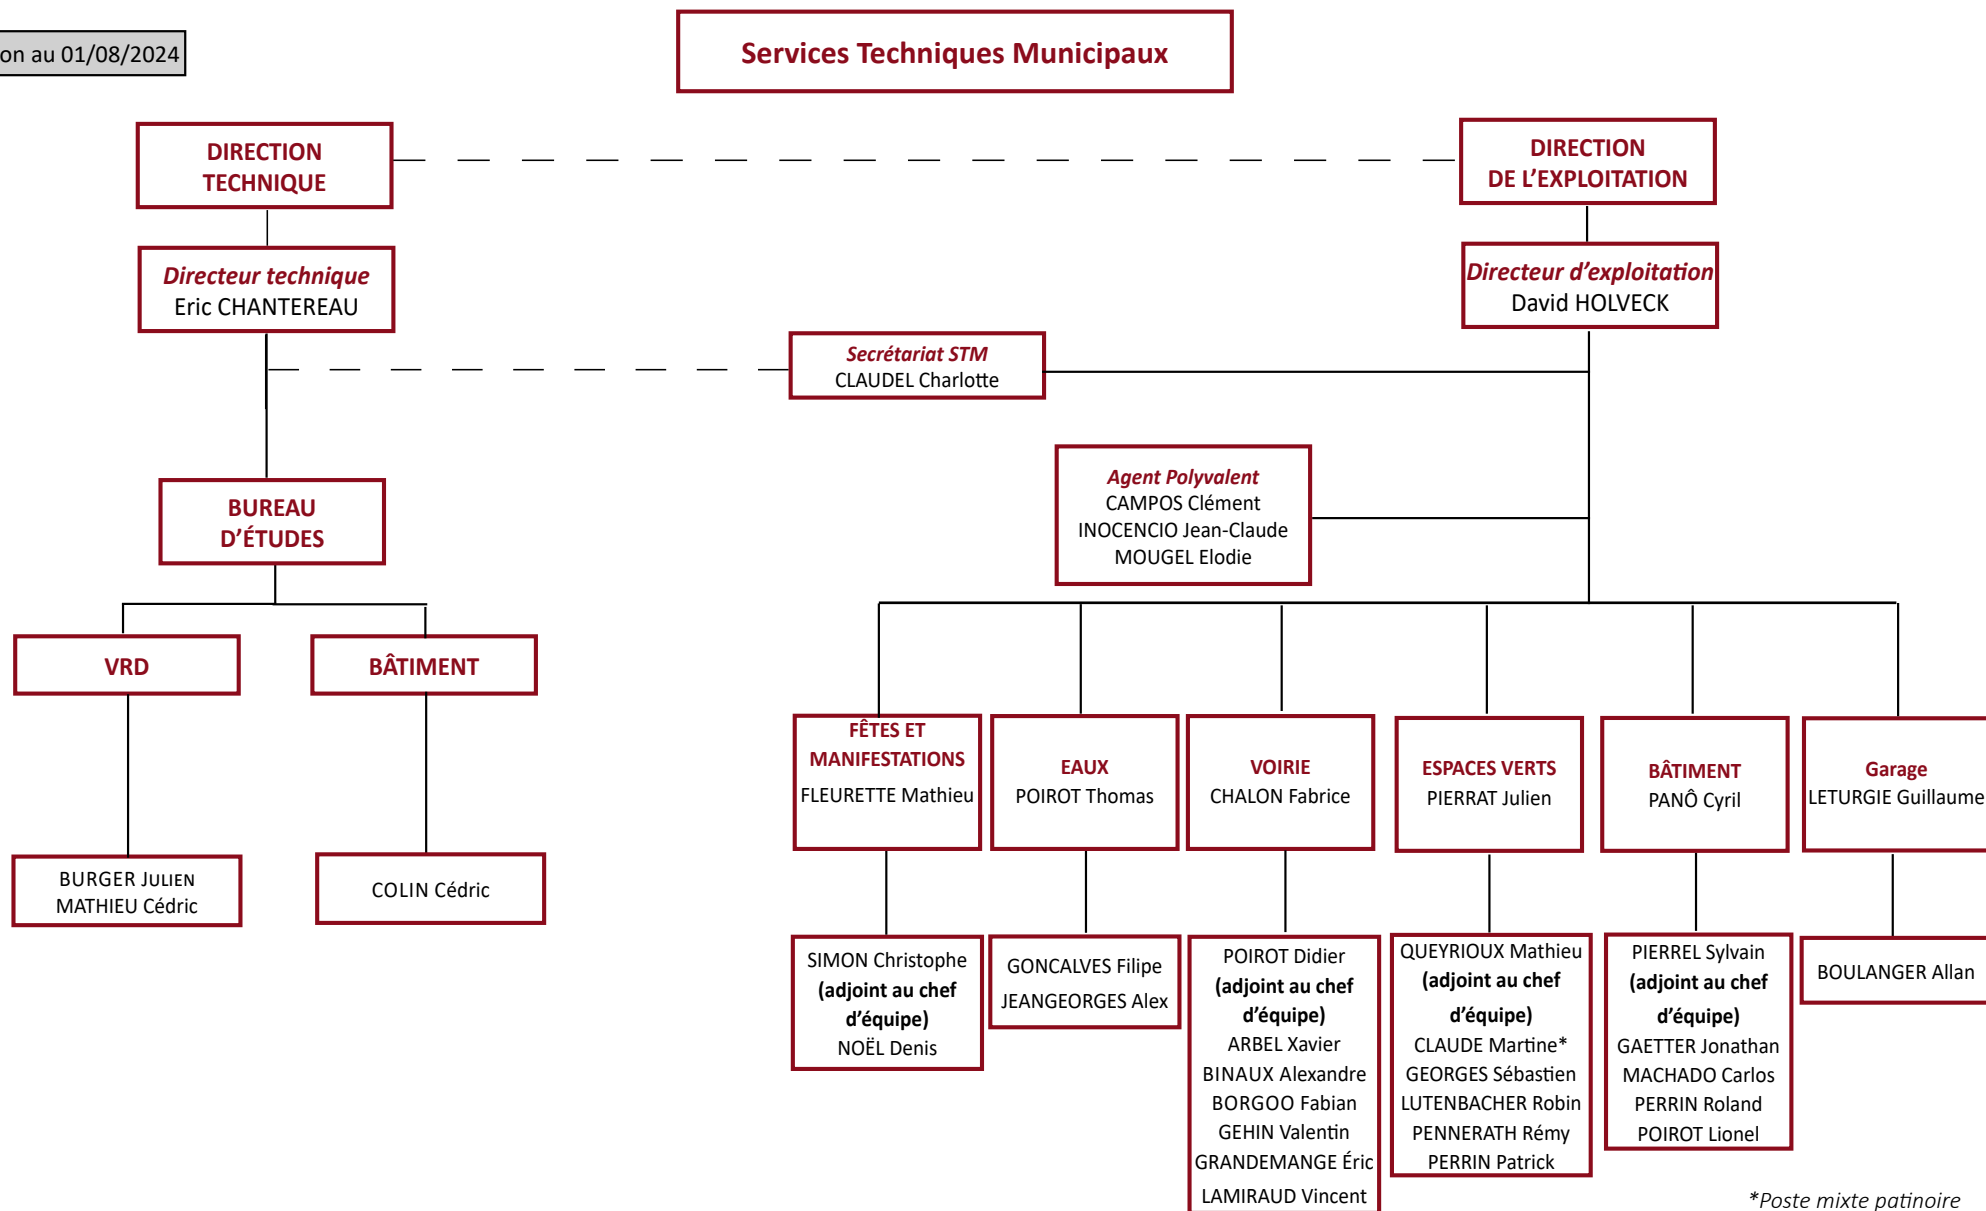 on au 01/08/2024
Services Techniques Municipaux
DIRECTION
TECHNIQUE
DIRECTION
DE L’EXPLOITATION
Directeur technique
Eric CHANTEREAU
Directeur d’exploitation
David HOLVECK
Secrétariat STM
CLAUDEL Charlotte
Agent Polyvalent
CAMPOS Clément
INOCENCIO Jean-Claude
MOUGEL Elodie
BUREAU
D’ÉTUDES
VRD
BÂTIMENT
BURGER JULIEN
MATHIEU Cédric
COLIN Cédric
FÊTES ET
MANIFESTATIONS
FLEURETTE Mathieu
EAUX
POIROT Thomas
VOIRIE
CHALON Fabrice
ESPACES VERTS
PIERRAT Julien
BÂTIMENT
PANÔ Cyril
Garage
LETURGIE Guillaume
SIMON Christophe
(adjoint au chef
d’équipe)
NOËL Denis
GONCALVES Filipe
JEANGEORGES Alex
POIROT Didier
(adjoint au chef
d’équipe)
ARBEL Xavier
BINAUX Alexandre
BORGOO Fabian
GEHIN Valentin
GRANDEMANGE Éric
LAMIRAUD Vincent
QUEYRIOUX Mathieu
(adjoint au chef
d’équipe)
CLAUDE Martine*
GEORGES Sébastien
LUTENBACHER Robin
PENNERATH Rémy
PERRIN Patrick
PIERREL Sylvain
(adjoint au chef
d’équipe)
GAETTER Jonathan
MACHADO Carlos
PERRIN Roland
POIROT Lionel
BOULANGER Allan
*Poste mixte patinoire